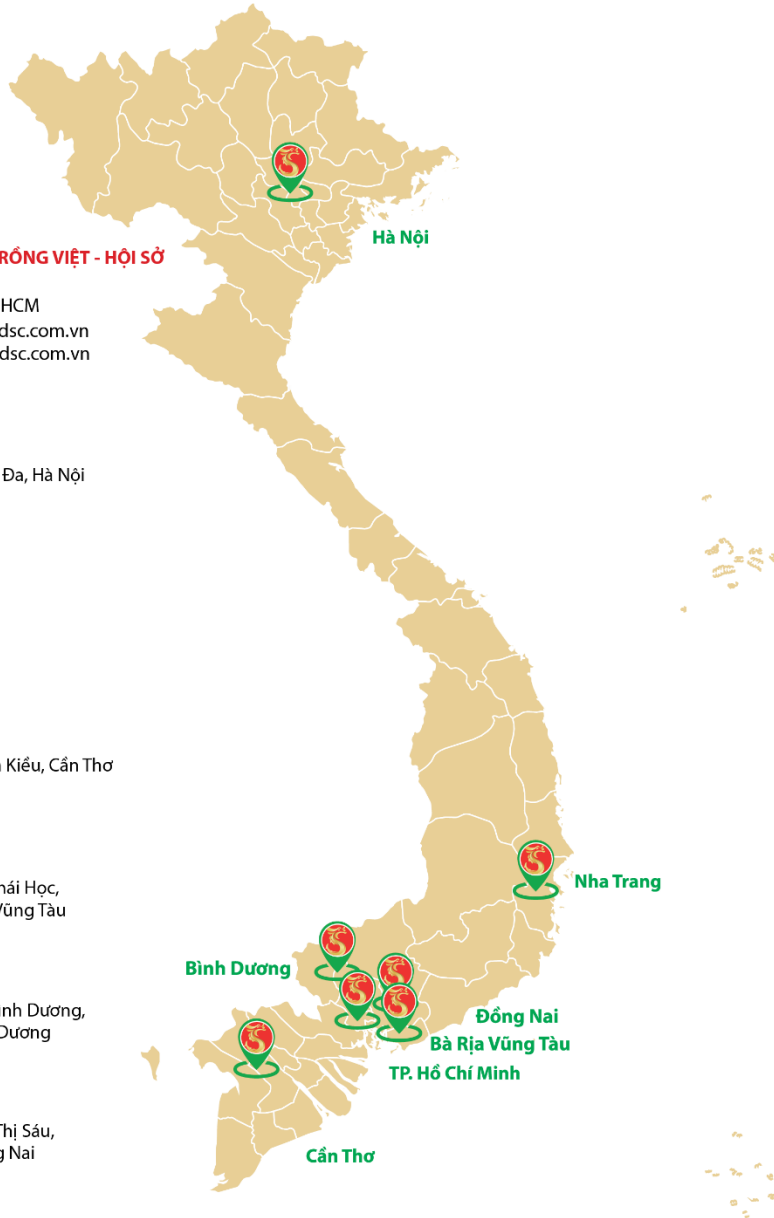 Hà Nội
RỒNG VIỆT - HỘI SỞ
HCM
dsc.com.vn
dsc.com.vn
Đa, Hà Nội
Kiều, Cần Thơ
hái Học,
Vũng Tàu
Nha Trang
Bình Dương
ình Dương,
Dương
Đồng Nai
Bà Rịa Vũng Tàu
TP. Hồ Chí Minh
Thị Sáu,
g Nai
Cần Thơ